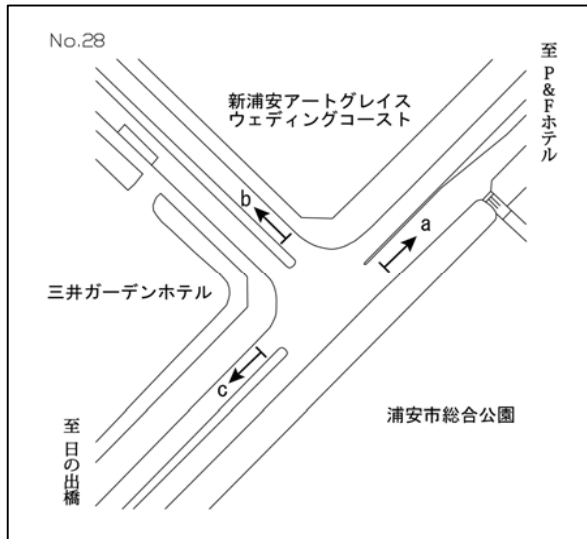 No.28
至 P&Fホテル
新浦安アートグレイス
ウェディングコースト
b
a
三井ガーデンホテル
c
浦安市総合公園
至 日の出橋